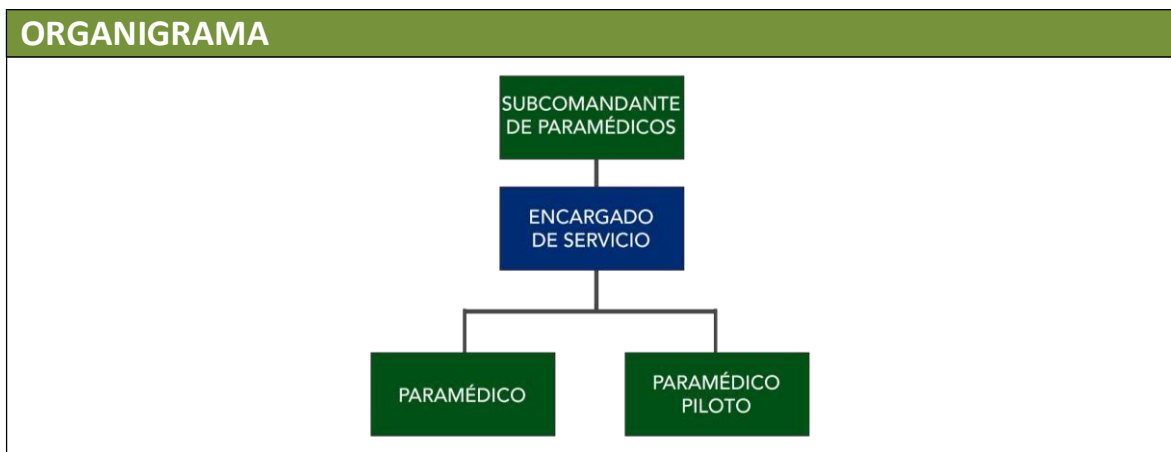 ORGANIGRAMA
SUBCOMANDANTE
DE PARAMÉDICOS
ENCARGADO
DE SERVICIO
PARAMÉDICO
PARAMÉDICO
PILOTO